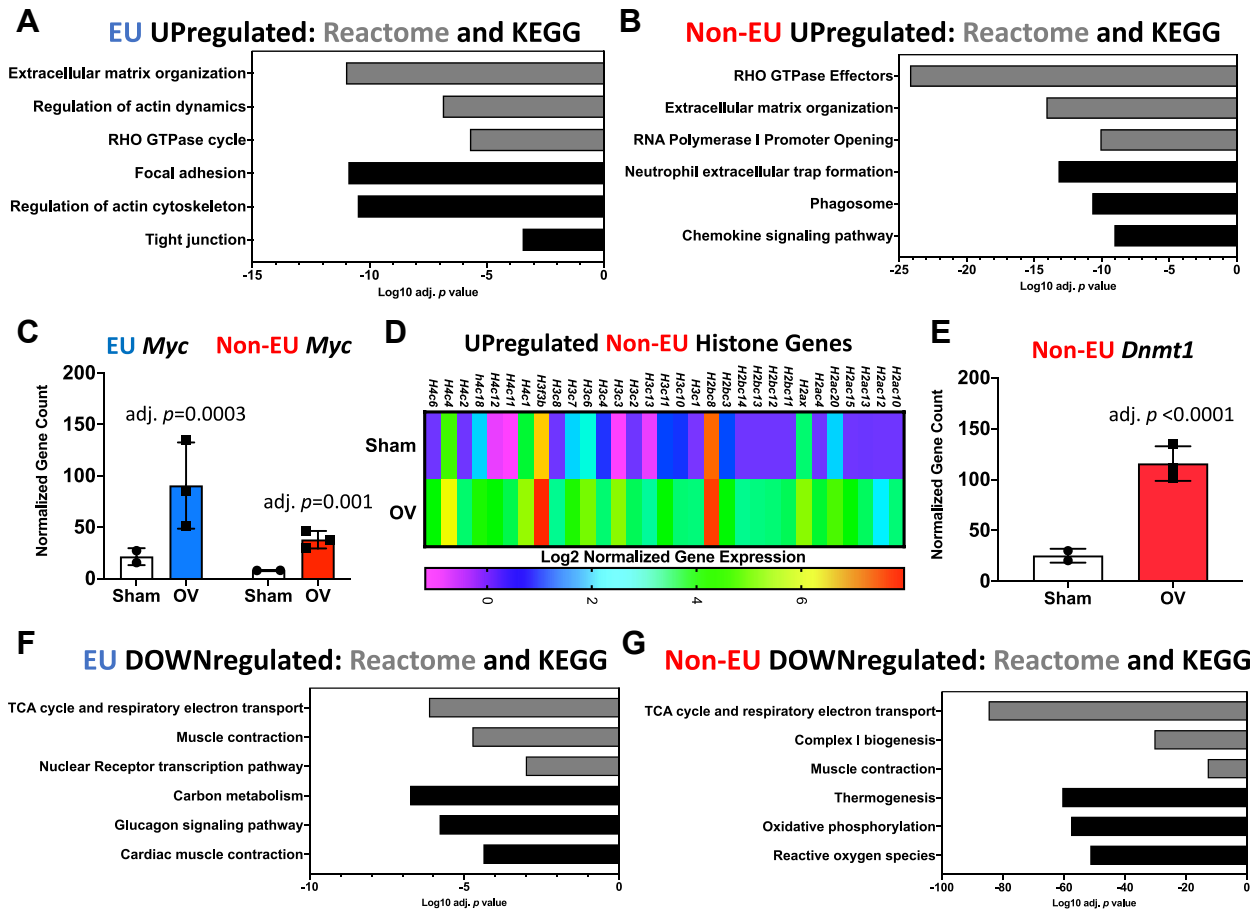 A
EU UPregulated: Reactome and KEGG
Extracellular matrix organization
Regulation of actin dynamics
RHO GTPase cycle
Focal adhesion
Regulation of actin cytoskeleton
Tight junction
-15 -10 -5 0
Log10 adj. p value
B
Non-EU UPregulated: Reactome and KEGG
RHO GTPase Effectors
Extracellular matrix organization
RNA Polymerase I Promoter Opening
Neutrophil extracellular trap formation
Phagosome
Chemokine signaling pathway
-25 -20 -15 -10 -5 0
Log10 adj. p value
C
EU Myc Non-EU Myc
Normalized Gene Count
200
150
100
50
0
adj. p=0.0003
adj. p=0.001
Sham OV Sham OV
D
UPregulated Non-EU Histone Genes
H4c6 H4c4 H4c2 h4c18 H4c12 H4c11 H4c1 H3f3b H3c8 H3c7 H3c6 H3c4 H3c3 H3c2 H3c13 H3c11 H3c10 H3c1 H2bc8 H2bc3 H2bc14 H2bc13 H2bc12 H2bc11 H2ax H2ac4 H2ac20 H2ac15 H2ac13 H2ac12 H2ac10
Sham
OV
Log2 Normalized Gene Expression
0 2 4 6
E
Non-EU Dnmt1
Normalized Gene Count
200
150
100
50
0
adj. p <0.0001
Sham OV
F
EU DOWNregulated: Reactome and KEGG
TCA cycle and respiratory electron transport
Muscle contraction
Nuclear Receptor transcription pathway
Carbon metabolism
Glucagon signaling pathway
Cardiac muscle contraction
-10 -5 0
Log10 adj. p value
G
Non-EU DOWNregulated: Reactome and KEGG
TCA cycle and respiratory electron transport
Complex I biogenesis
Muscle contraction
Thermogenesis
Oxidative phosphorylation
Reactive oxygen species
-100 -80 -60 -40 -20 0
Log10 adj. p value